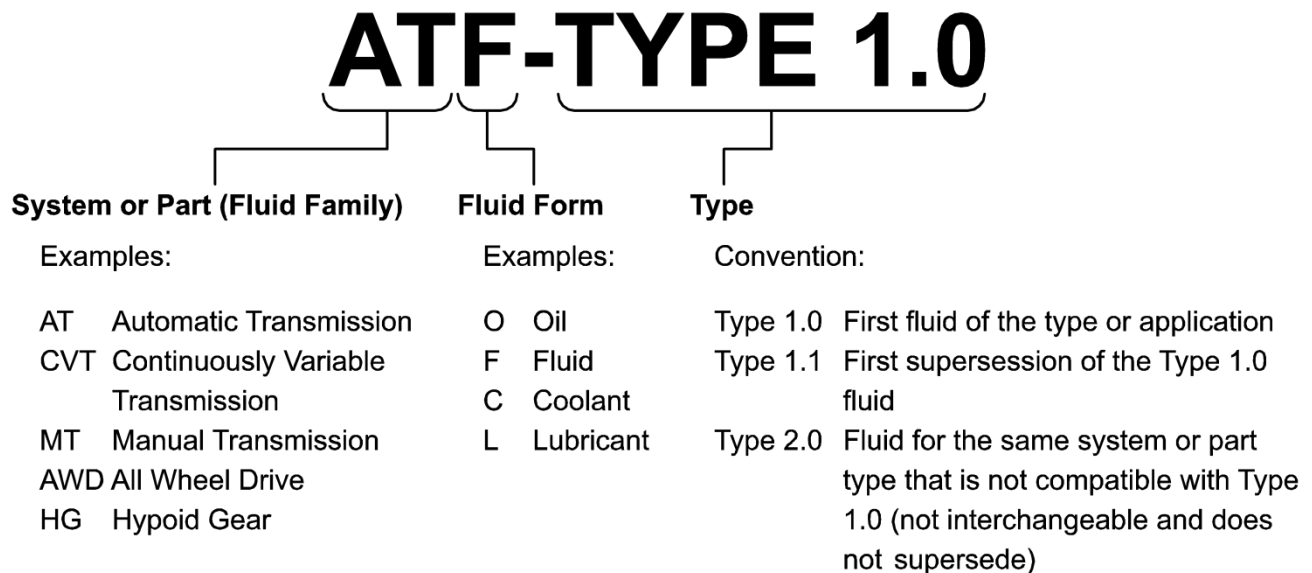 ATF-TYPE 1.0
System or Part (Fluid Family)
Examples:
AT Automatic Transmission
CVT Continuously Variable
Transmission
MT Manual Transmission
AWD All Wheel Drive
HG Hypoid Gear
Fluid Form
Examples:
O Oil
F Fluid
C Coolant
L Lubricant
Type
Convention:
Type 1.0 First fluid of the type or application
Type 1.1 First supersession of the Type 1.0
fluid
Type 2.0 Fluid for the same system or part
type that is not compatible with Type
1.0 (not interchangeable and does
not supersede)